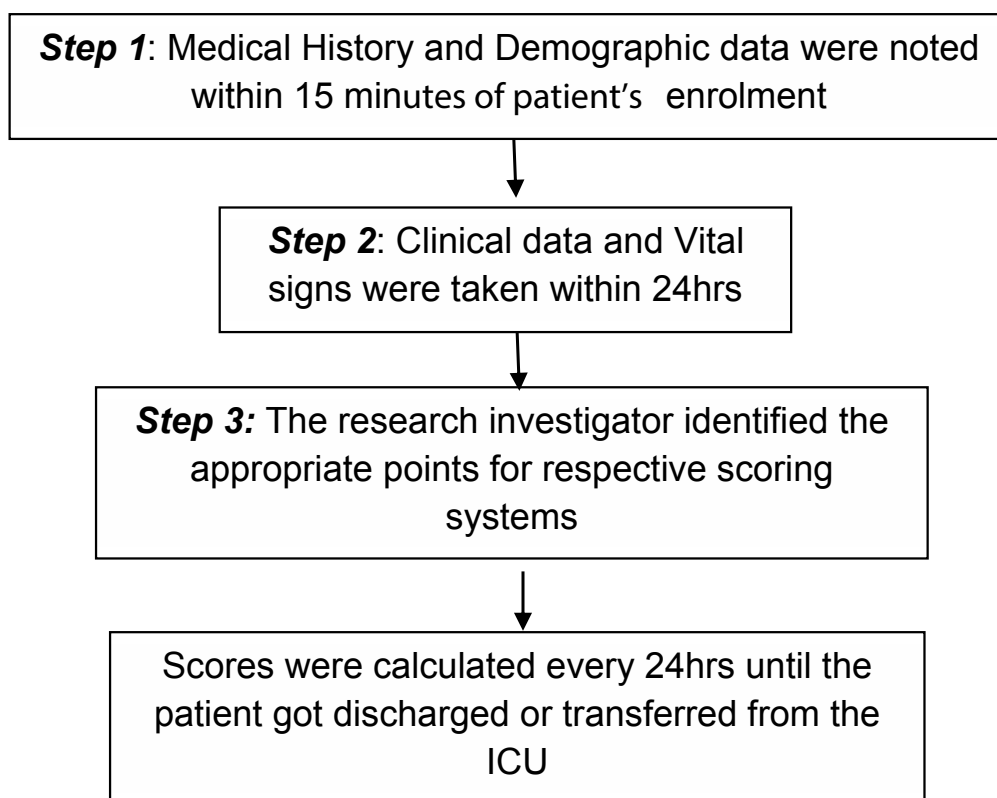 Step 1: Medical History and Demographic data were noted
within 15 minutes of patient’s enrolment
Step 2: Clinical data and Vital
signs were taken within 24hrs
Step 3: The research investigator identified the
appropriate points for respective scoring
systems
Scores were calculated every 24hrs until the
patient got discharged or transferred from the
ICU